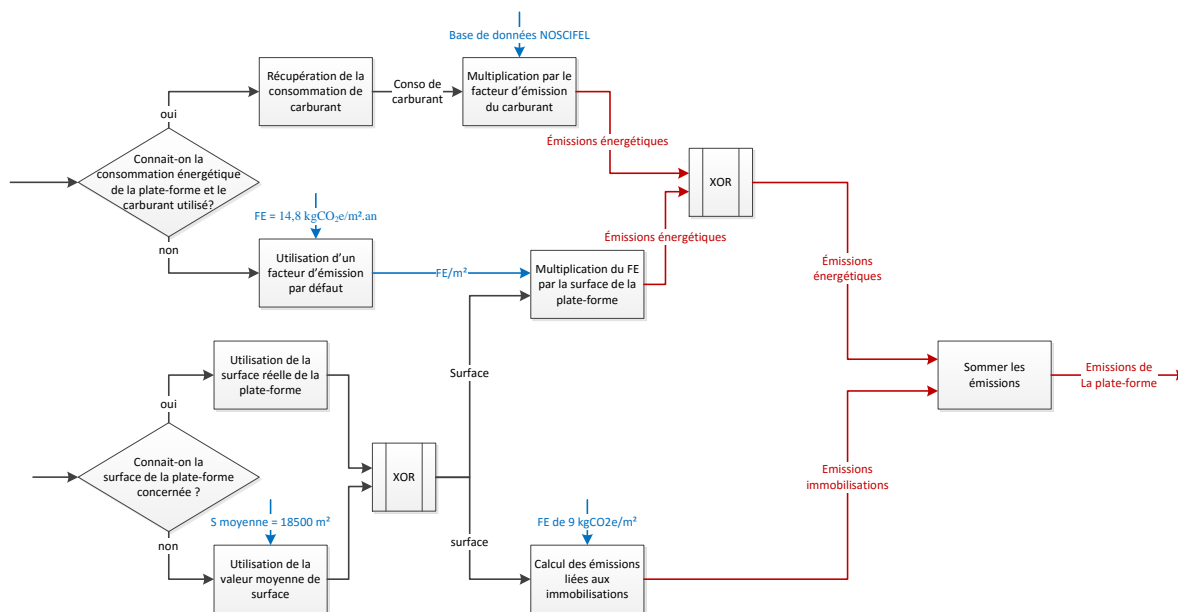 Base de données NOSCIFEL
Récupération de la
consommation de
carburant
Conso de
carburant
Multiplication par le
facteur d'émission
du carburant
oui
Émissions énergétiques
Connait-on la
consommation énergétique
de la plate-forme et le
carburant utilisé?
XOR
FE = 14,8 kgCO₂e/m².an
Émissions énergétiques
non
Utilisation d'un
facteur d'émission
par défaut
FE/m²
Multiplication du FE
par la surface de la
plate-forme
Émissions
énergétiques
Utilisation de la
surface réelle de la
plate-forme
Surface
Sommer les
émissions
Emissions de
La plate-forme
oui
Connait-on la
surface de la plate-forme
concernée ?
XOR
Emissions
immobilisations
S moyenne = 18500 m²
FE de 9 kgCO2e/m²
non
surface
Utilisation de la
valeur moyenne de
surface
Calcul des émissions
liées aux
immobilisations